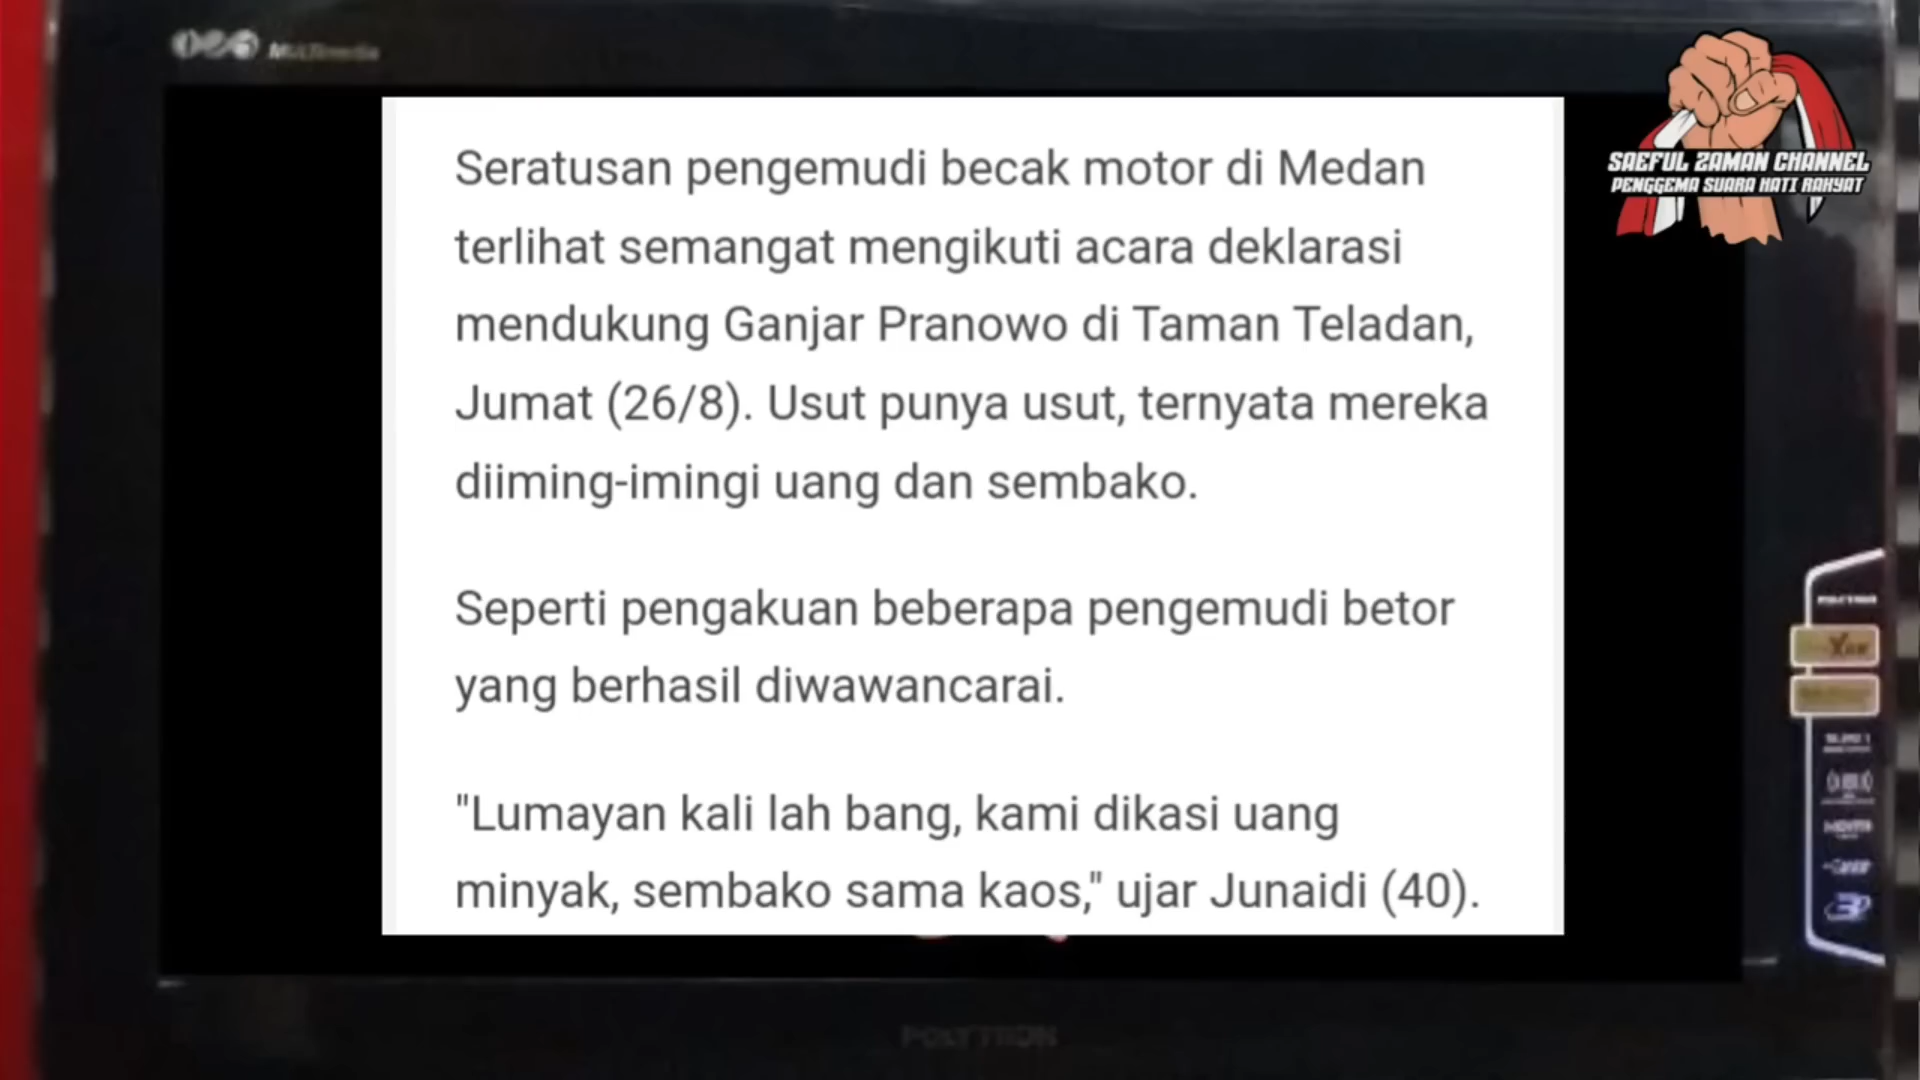 MULTimedia
SAEFUL ZAMAN CHANNEL
PENGGEMA SUARA HATI RAKYAT
Seratusan pengemudi becak motor di Medan
terlihat semangat mengikuti acara deklarasi
mendukung Ganjar Pranowo di Taman Teladan,
Jumat (26/8). Usut punya usut, ternyata mereka
diiming-imingi uang dan sembako.
Seperti pengakuan beberapa pengemudi betor
yang berhasil diwawancarai.
"Lumayan kali lah bang, kami dikasi uang
minyak, sembako sama kaos," ujar Junaidi (40).
HDMI
POLYTRON